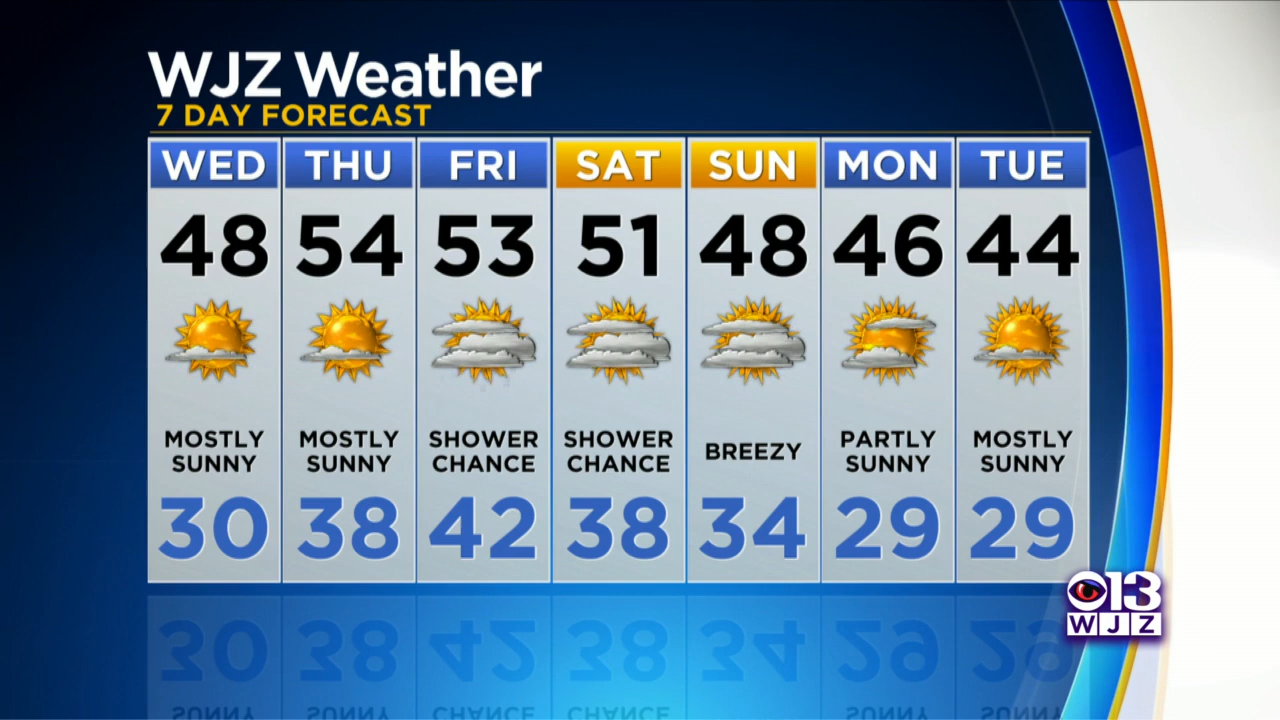 WJZ Weather
7 DAY FORECAST
WED THU FRI SAT SUN MON TUE
48 54 53 51 48 46 44
MOSTLY SUNNY
MOSTLY SUNNY
SHOWER CHANCE
SHOWER CHANCE
BREEZY
PARTLY SUNNY
MOSTLY SUNNY
30 38 42 38 34 29 29
13
WJZ